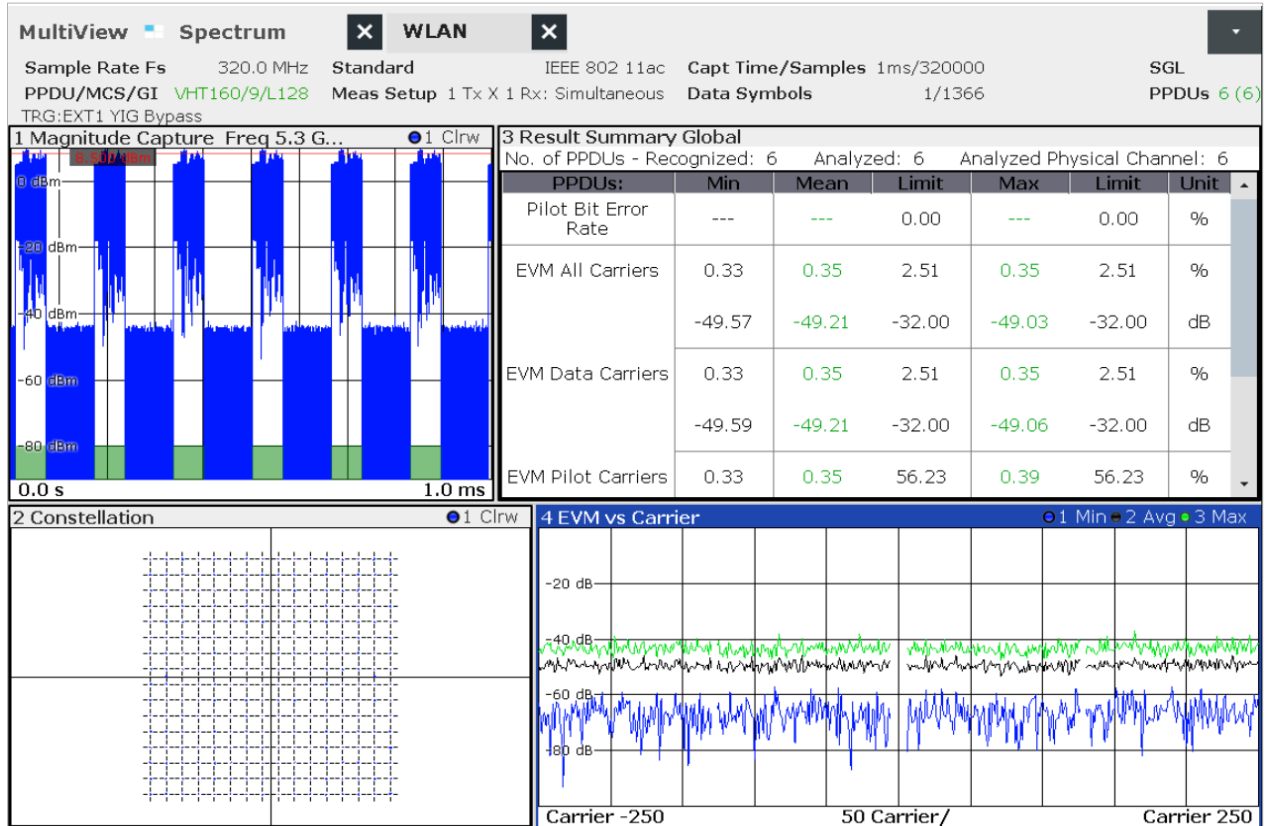 MultiView Spectrum X WLAN X
Sample Rate Fs 320.0 MHz Standard IEEE 802 11ac Capt Time/Samples 1ms/320000 SGL
PPDU/MCS/GI VHT160/9/L128 Meas Setup 1 Tx X 1 Rx: Simultaneous Data Symbols 1/1366 PPDUs 6 (6)
TRG:EXT1 YIG Bypass
1 Magnitude Capture Freq 5.3 G... 1 Clrw
8.500 dBm
0 dBm
-20 dBm
-40 dBm
-60 dBm
-80 dBm
0.0 s 1.0 ms
3 Result Summary Global
No. of PPDUs - Recognized: 6 Analyzed: 6 Analyzed Physical Channel: 6
PPDUs: Min Mean Limit Max Limit Unit
Pilot Bit Error
Rate --- --- 0.00 --- 0.00 %
EVM All Carriers 0.33 0.35 2.51 0.35 2.51 %
-49.57 -49.21 -32.00 -49.03 -32.00 dB
EVM Data Carriers 0.33 0.35 2.51 0.35 2.51 %
-49.59 -49.21 -32.00 -49.06 -32.00 dB
EVM Pilot Carriers 0.33 0.35 56.23 0.39 56.23 %
2 Constellation 1 Clrw
4 EVM vs Carrier 1 Min 2 Avg 3 Max
-20 dB
-40 dB
-60 dB
-80 dB
Carrier -250 50 Carrier/ Carrier 250